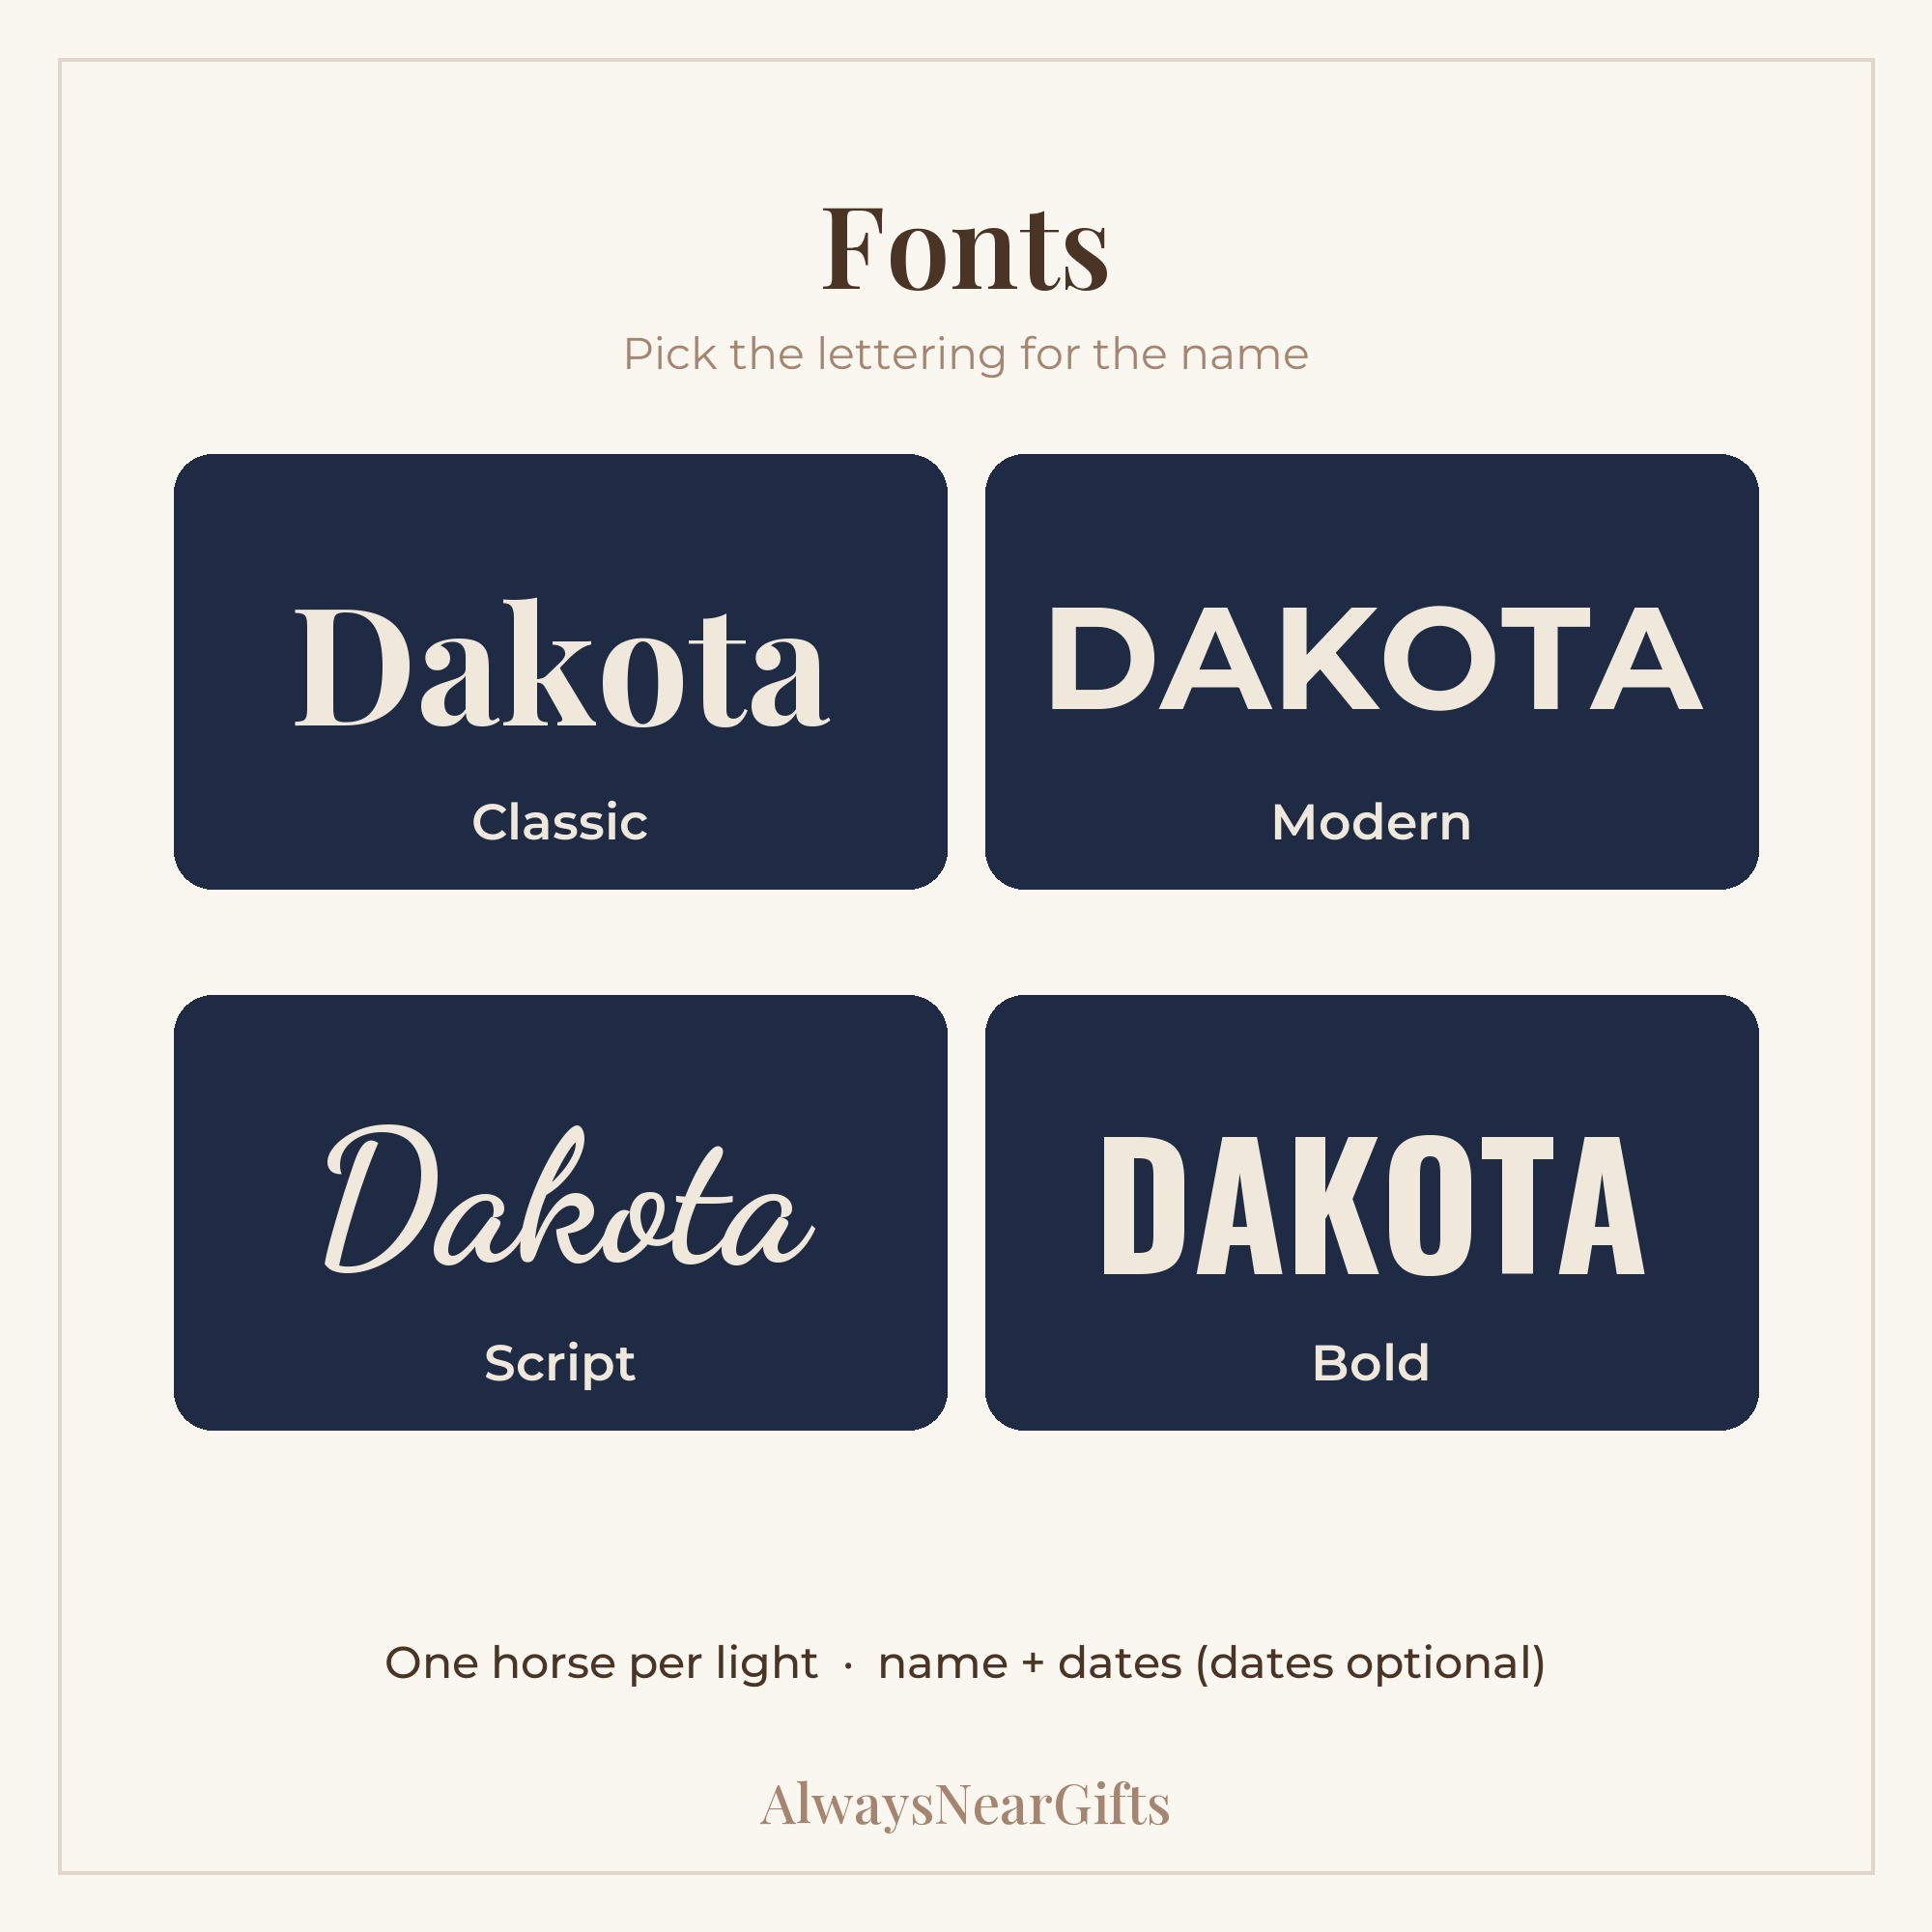 Fonts
Pick the lettering for the name
Dakota
Classic
DAKOTA
Modern
Dakota
Script
DAKOTA
Bold
One horse per light · name + dates (dates optional)
AlwaysNearGifts